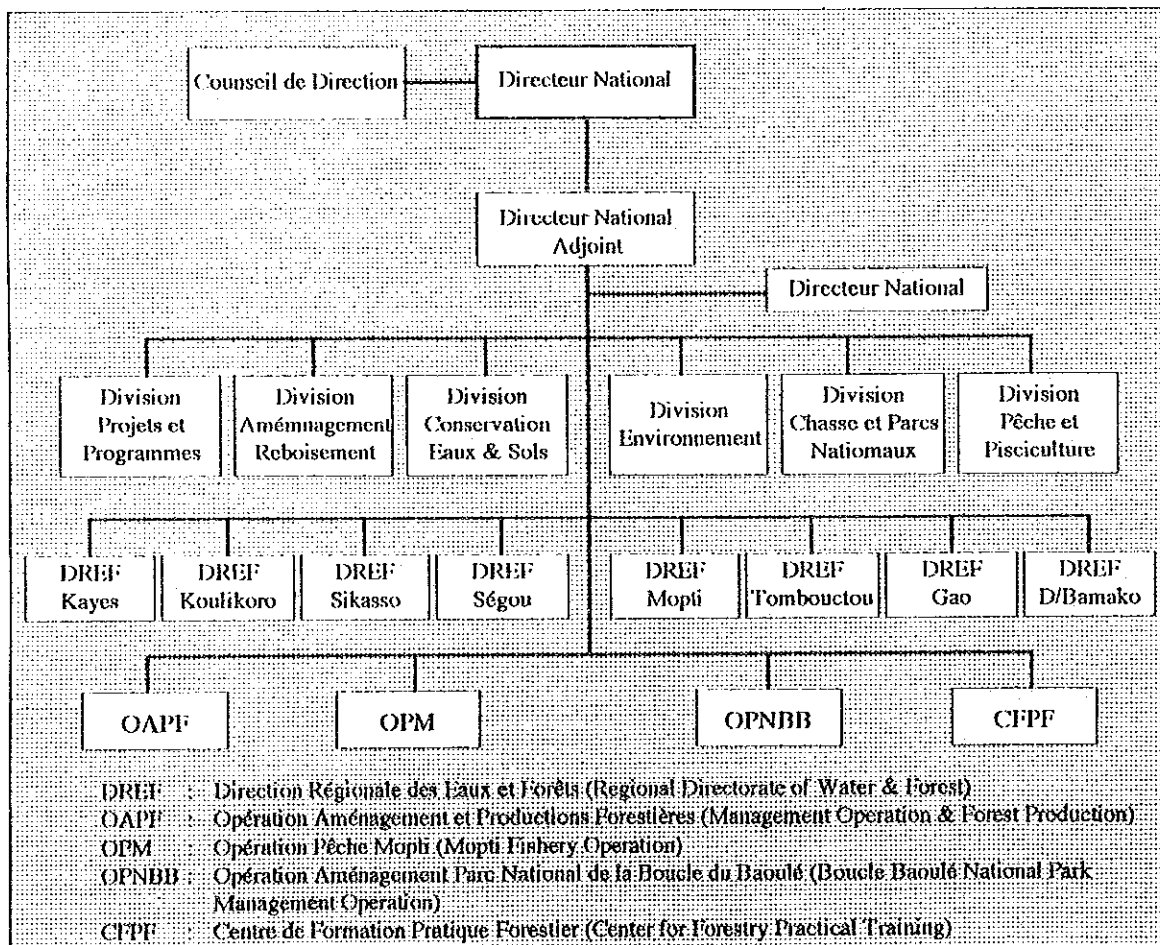 Counseil de Direction
Directeur National
Directeur National
Adjoint
Directeur National
Division
Projets et
Programmes
Division
Amémnagement
Reboisement
Division
Conservation
Eaux & Sols
Division
Environnement
Division
Chasse et Parcs
Natiomaux
Division
Pêche et
Pisciculture
DREF
Kayes
DREF
Koulikoro
DREF
Sikasso
DREF
Ségou
DREF
Mopti
DREF
Tombouctou
DREF
Gao
DREF
D/Bamako
OAPF
OPM
OPNBB
CFPF
DREF : Direction Régionale des Eaux et Forêts (Regional Directorate of Water & Forest)
OAPF : Opération Aménagement et Productions Forestières (Management Operation & Forest Production)
OPM : Opération Pêche Mopti (Mopti Fishery Operation)
OPNBB : Opération Aménagement Parc National de la Boucle du Baoulé (Boucle Baoulé National Park
Management Operation)
CFPF : Centre de Formation Pratique Forestier (Center for Forestry Practical Training)